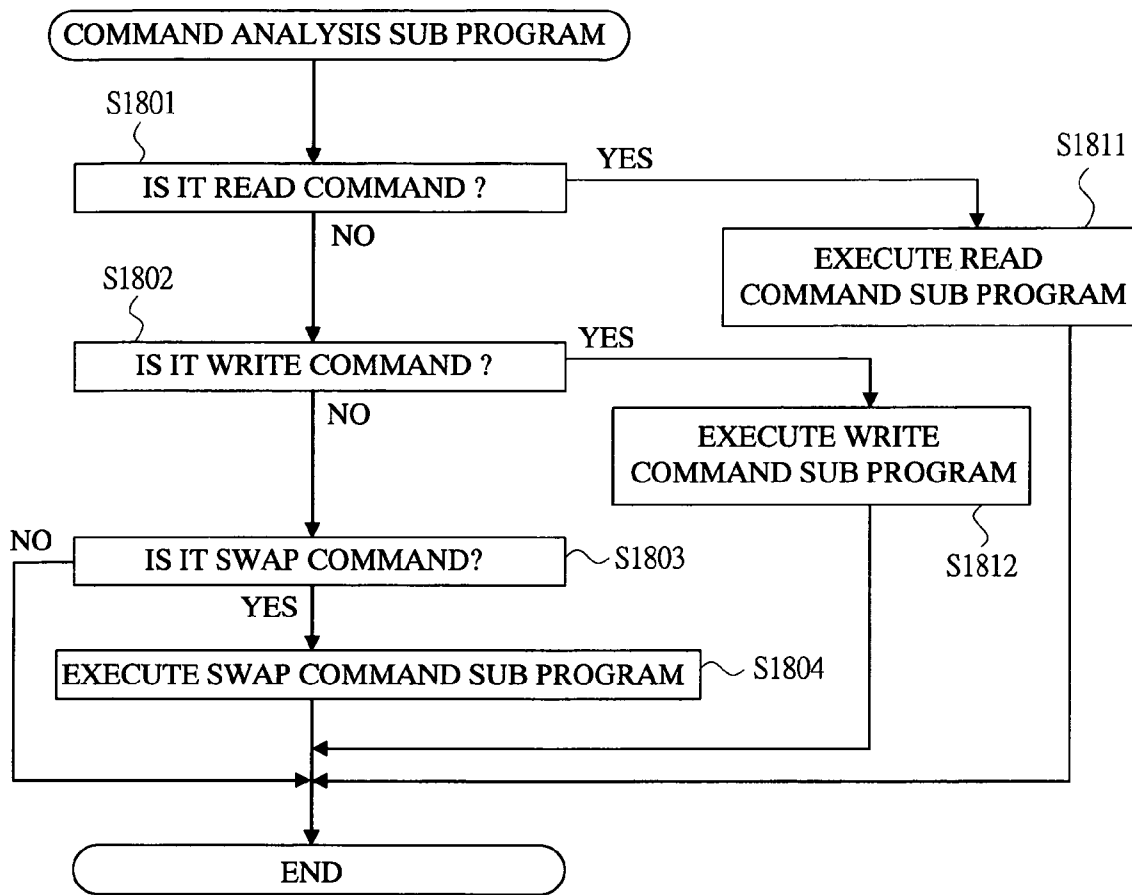 COMMAND ANALYSIS SUB PROGRAM
S1801
IS IT READ COMMAND ?
YES
S1811
NO
EXECUTE READ
COMMAND SUB PROGRAM
S1802
IS IT WRITE COMMAND ?
YES
NO
EXECUTE WRITE
COMMAND SUB PROGRAM
S1812
NO
IS IT SWAP COMMAND?
S1803
YES
EXECUTE SWAP COMMAND SUB PROGRAM
S1804
END